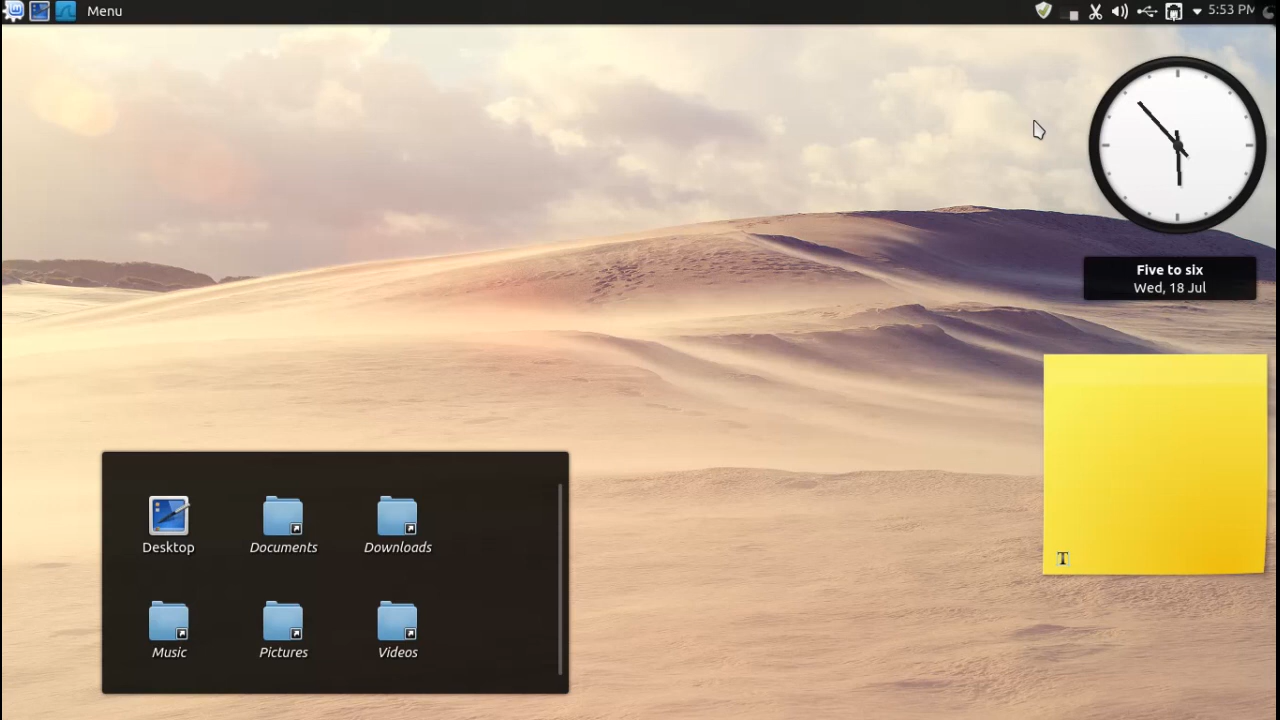 Menu
5:53 PM
Five to six
Wed, 18 Jul
Desktop
Documents
Downloads
Music
Pictures
Videos
T